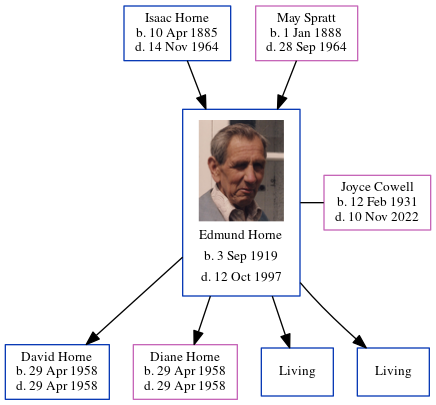 Isaac Horne
b. 10 Apr 1885
d. 14 Nov 1964
May Spratt
b. 1 Jan 1888
d. 28 Sep 1964
Edmund Horne
b. 3 Sep 1919
d. 12 Oct 1997
Joyce Cowell
b. 12 Feb 1931
d. 10 Nov 2022
David Horne
b. 29 Apr 1958
d. 29 Apr 1958
Diane Horne
b. 29 Apr 1958
d. 29 Apr 1958
Living
Living